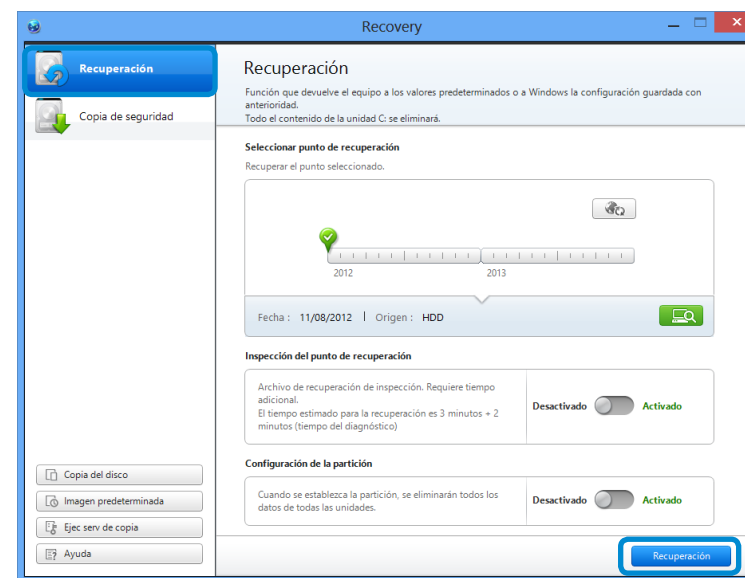 Recovery
Recuperación
Copia de seguridad
Copia del disco
Imagen predeterminada
Ejec serv de copia
Ayuda
Recuperación
Función que devuelve el equipo a los valores predeterminados o a Windows la configuración guardada con
anterioridad.
Todo el contenido de la unidad C: se eliminará.
Seleccionar punto de recuperación
Recuperar el punto seleccionado.
2012 2013
Fecha : 11/08/2012 | Origen : HDD
Inspección del punto de recuperación
Archivo de recuperación de inspección. Requiere tiempo
adicional.
El tiempo estimado para la recuperación es 3 minutos + 2
minutos (tiempo del diagnóstico)
Desactivado Activado
Configuración de la partición
Cuando se establezca la partición, se eliminarán todos los
datos de todas las unidades.
Desactivado Activado
Recuperación